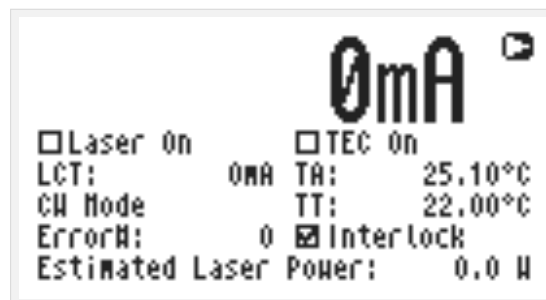 0mA
Laser On TEC On
LCT: 0mA TA: 25.10°C
CW Mode TT: 22.00°C
Error#: 0 Interlock
Estimated Laser Power: 0.0 W